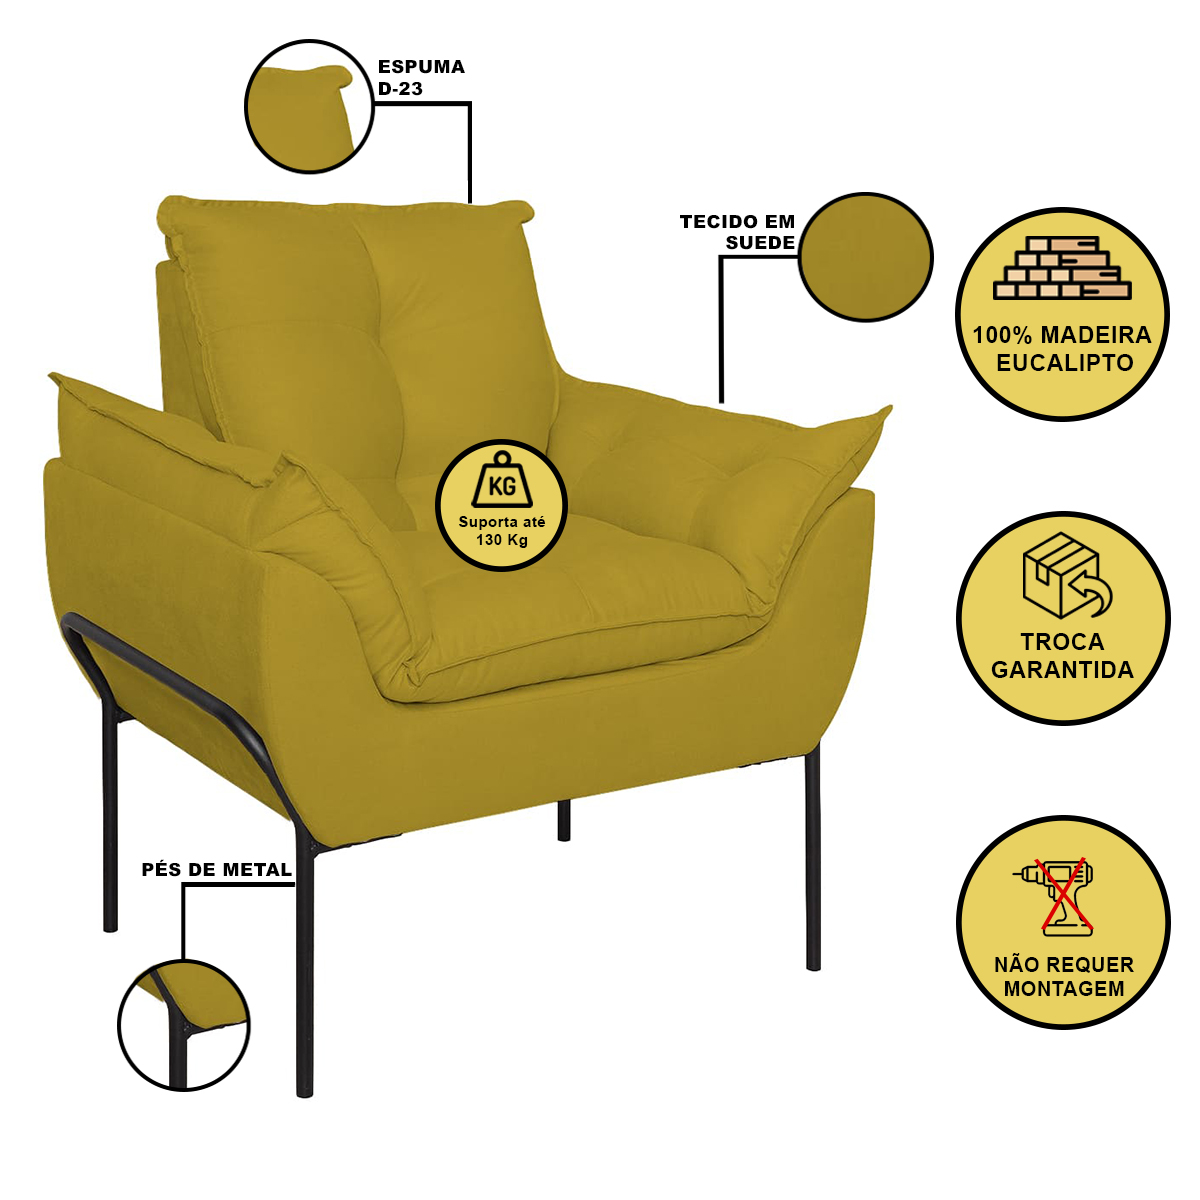 ESPUMA
D-23
TECIDO EM
SUEDE
100% MADEIRA
EUCALIPTO
KG
Suporta até
130 Kg
TROCA
GARANTIDA
PÉS DE METAL
NÃO REQUER
MONTAGEM